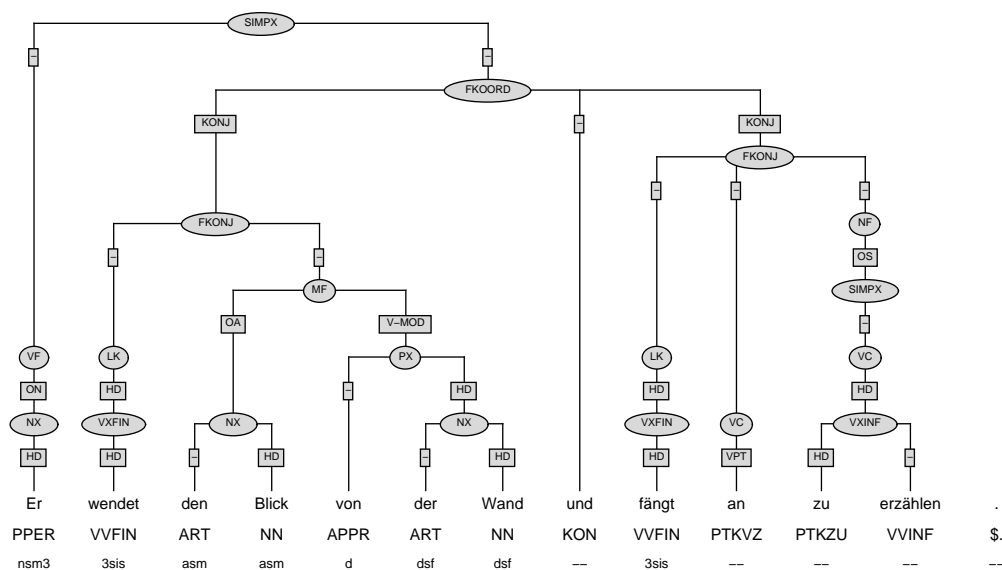 SIMPX
– –
FKOORD
KONJ – KONJ
FKONJ
– – –
FKONJ NF
– – OS
MF SIMPX
OA V–MOD –
VF LK PX LK VC
ON HD – HD HD HD
NX VXFIN NX NX VXFIN VC VXINF
HD HD – HD – HD HD VPT HD –
Er wendet den Blick von der Wand und fängt an zu erzählen .
PPER VVFIN ART NN APPR ART NN KON VVFIN PTKVZ PTKZU VVINF $.
nsm3 3sis asm asm d dsf dsf –– 3sis –– –– –– ––